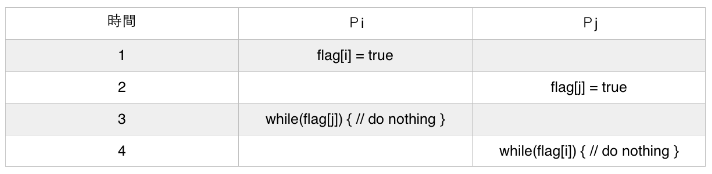 時間 Pi Pj
1 flag[i] = true
2 flag[j] = true
3 while(flag[j]) { // do nothing }
4 while(flag[i]) { // do nothing }